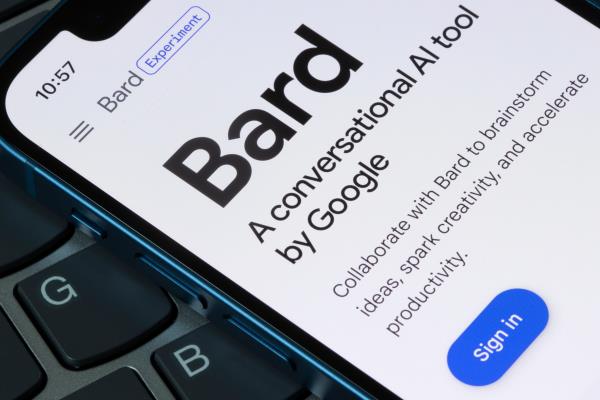 10:57
Bard Experiment
Bard
A conversational AI tool
by Google
Collaborate with Bard to brainstorm
ideas, spark creativity, and accelerate
productivity.
Sign in
G
B